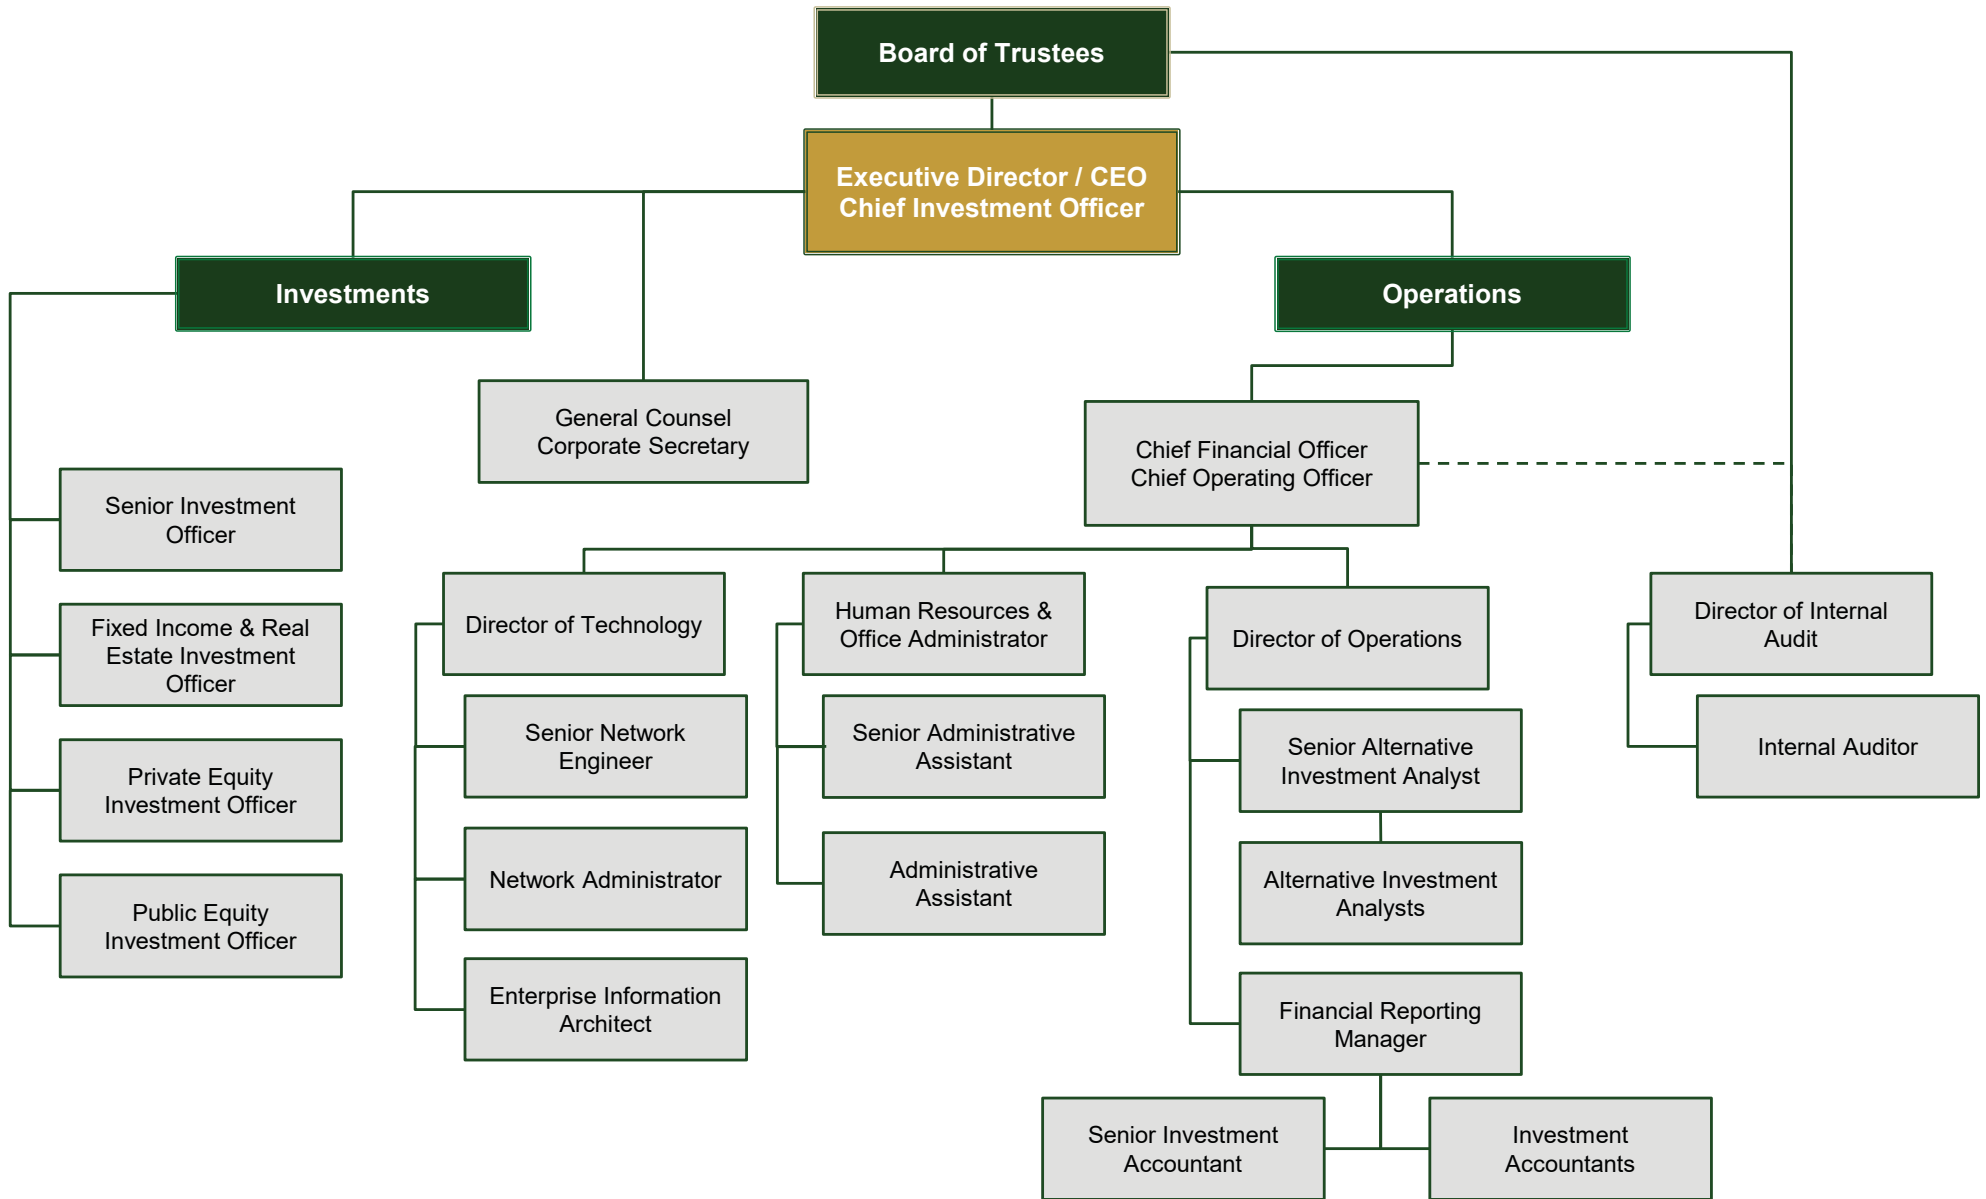 Board of Trustees
Executive Director / CEO
Chief Investment Officer
Investments
Operations
General Counsel
Corporate Secretary
Chief Financial Officer
Chief Operating Officer
Senior Investment
Officer
Fixed Income & Real
Estate Investment
Officer
Private Equity
Investment Officer
Public Equity
Investment Officer
Director of Technology
Senior Network
Engineer
Network Administrator
Enterprise Information
Architect
Human Resources &
Office Administrator
Senior Administrative
Assistant
Administrative
Assistant
Director of Operations
Senior Alternative
Investment Analyst
Alternative Investment
Analysts
Financial Reporting
Manager
Senior Investment
Accountant
Investment
Accountants
Director of Internal
Audit
Internal Auditor